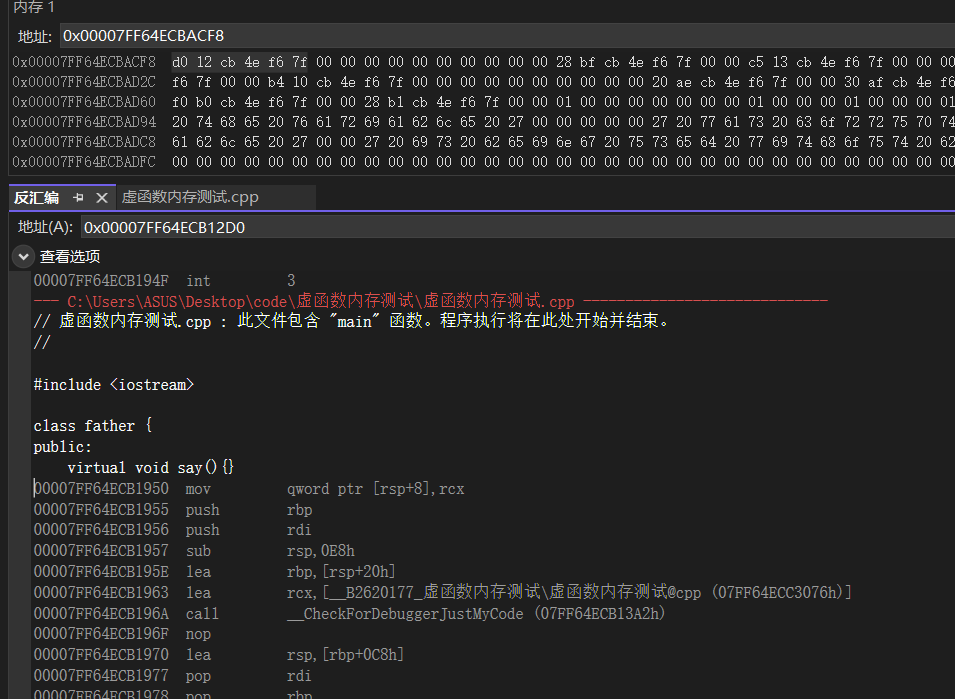 内存 1
地址: 0x00007FF64ECBACF8
0x00007FF64ECBACF8 d0 12 cb 4e f6 7f 00 00 00 00 00 00 00 00 00 00 28 bf cb 4e f6 7f 00 00 c5 13 cb 4e f6 7f 00 00 00
0x00007FF64ECBAD2C f6 7f 00 00 b4 10 cb 4e f6 7f 00 00 00 00 00 00 00 00 00 00 20 ae cb 4e f6 7f 00 00 30 af cb 4e f6
0x00007FF64ECBAD60 f0 b0 cb 4e f6 7f 00 00 28 b1 cb 4e f6 7f 00 00 01 00 00 00 00 00 00 00 01 00 00 00 01 00 00 00 01
0x00007FF64ECBAD94 20 74 68 65 20 76 61 72 69 61 62 6c 65 20 27 00 00 00 00 00 27 20 77 61 73 20 63 6f 72 72 75 70 74
0x00007FF64ECBADC8 61 62 6c 65 20 27 00 00 27 20 69 73 20 62 65 69 6e 67 20 75 73 65 64 20 77 69 74 68 6f 75 74 20 62
0x00007FF64ECBADFC 00 00 00 00 00 00 00 00 00 00 00 00 00 00 00 00 00 00 00 00 00 00 00 00 00 00 00 00 00 00 00 00 00
反汇编 虚函数内存测试.cpp
地址(A): 0x00007FF64ECB12D0
查看选项
00007FF64ECB194F int 3
--- C:\Users\ASUS\Desktop\code\虚函数内存测试\虚函数内存测试.cpp -----------------------------
// 虚函数内存测试.cpp : 此文件包含 "main" 函数。程序执行将在此处开始并结束。
//
#include <iostream>
class father {
public:
virtual void say(){}
00007FF64ECB1950 mov qword ptr [rsp+8],rcx
00007FF64ECB1955 push rbp
00007FF64ECB1956 push rdi
00007FF64ECB1957 sub rsp,0E8h
00007FF64ECB195E lea rbp,[rsp+20h]
00007FF64ECB1963 lea rcx,[__B2620177_虚函数内存测试\虚函数内存测试@cpp (07FF64ECC3076h)]
00007FF64ECB196A call __CheckForDebuggerJustMyCode (07FF64ECB13A2h)
00007FF64ECB196F nop
00007FF64ECB1970 lea rsp,[rbp+0C8h]
00007FF64ECB1977 pop rdi
00007FF64ECB1978 pop rbp